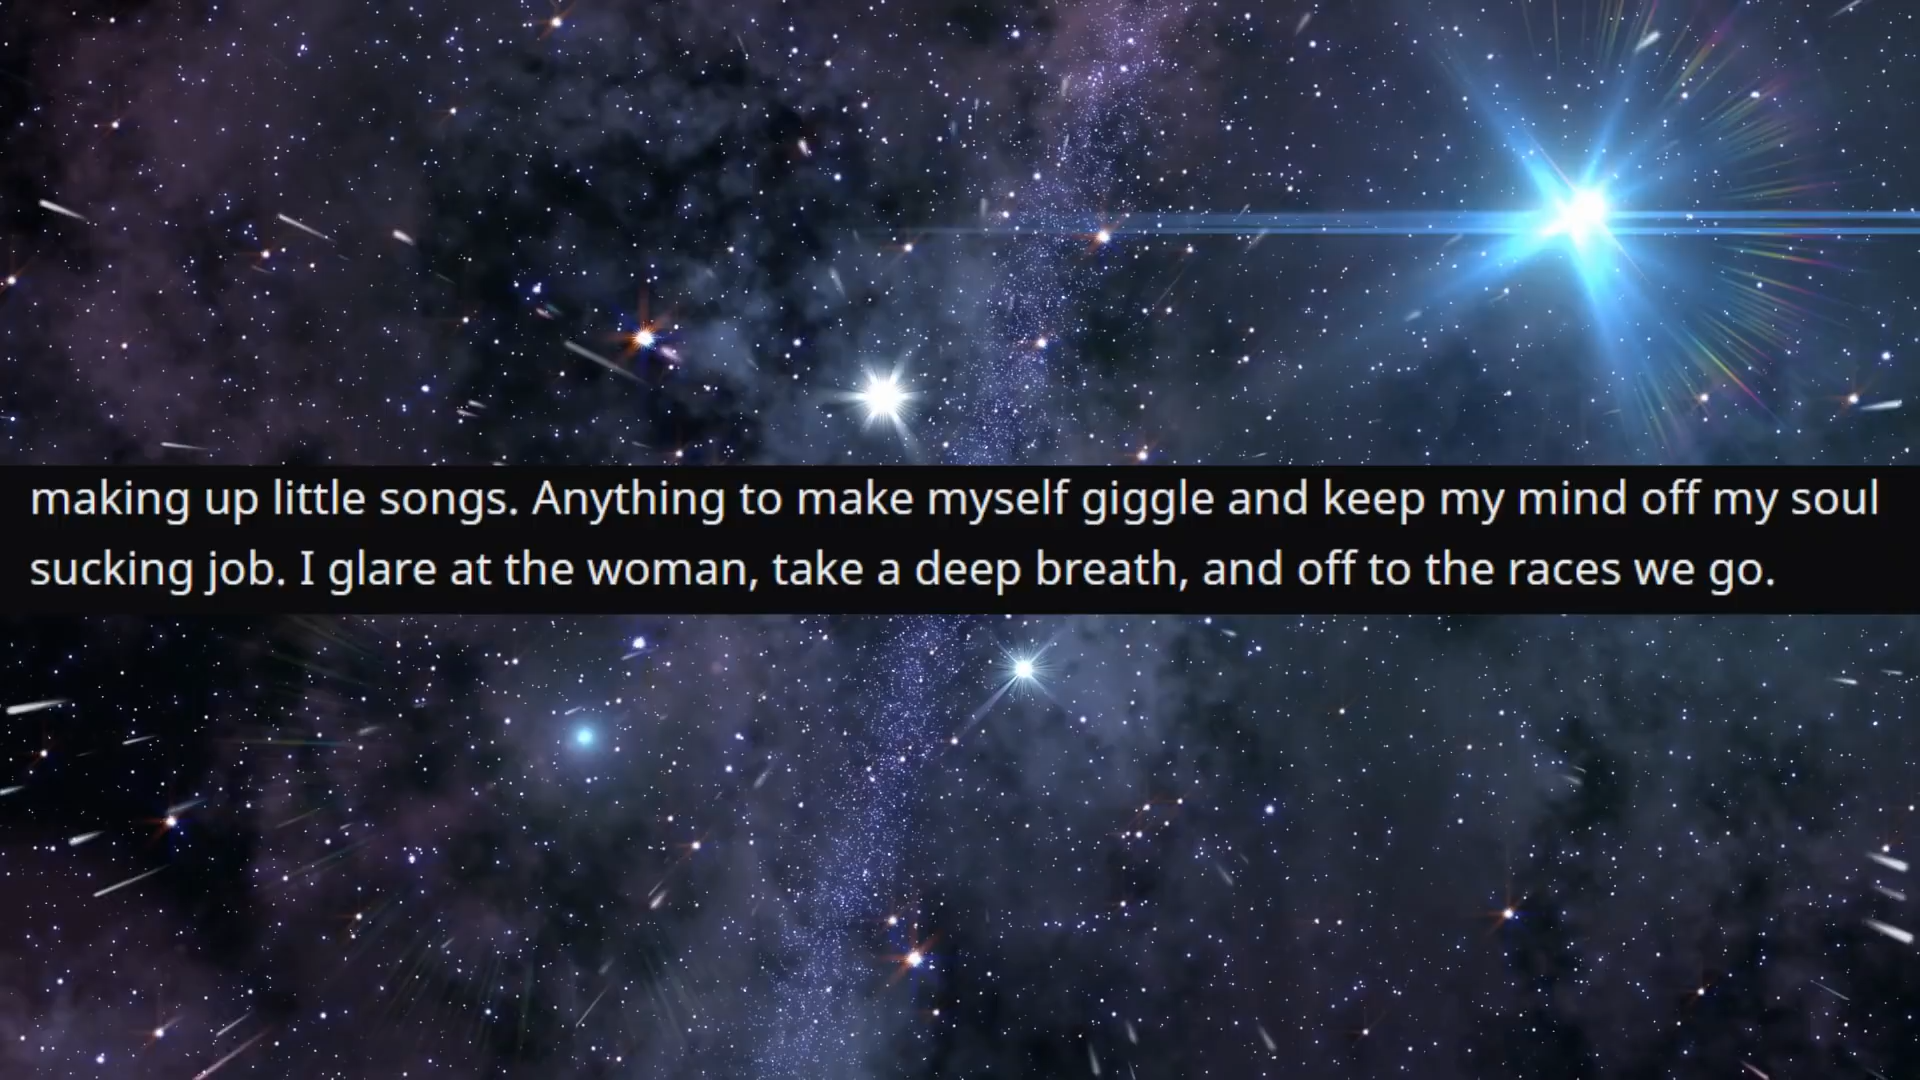 making up little songs. Anything to make myself giggle and keep my mind off my soul
sucking job. I glare at the woman, take a deep breath, and off to the races we go.